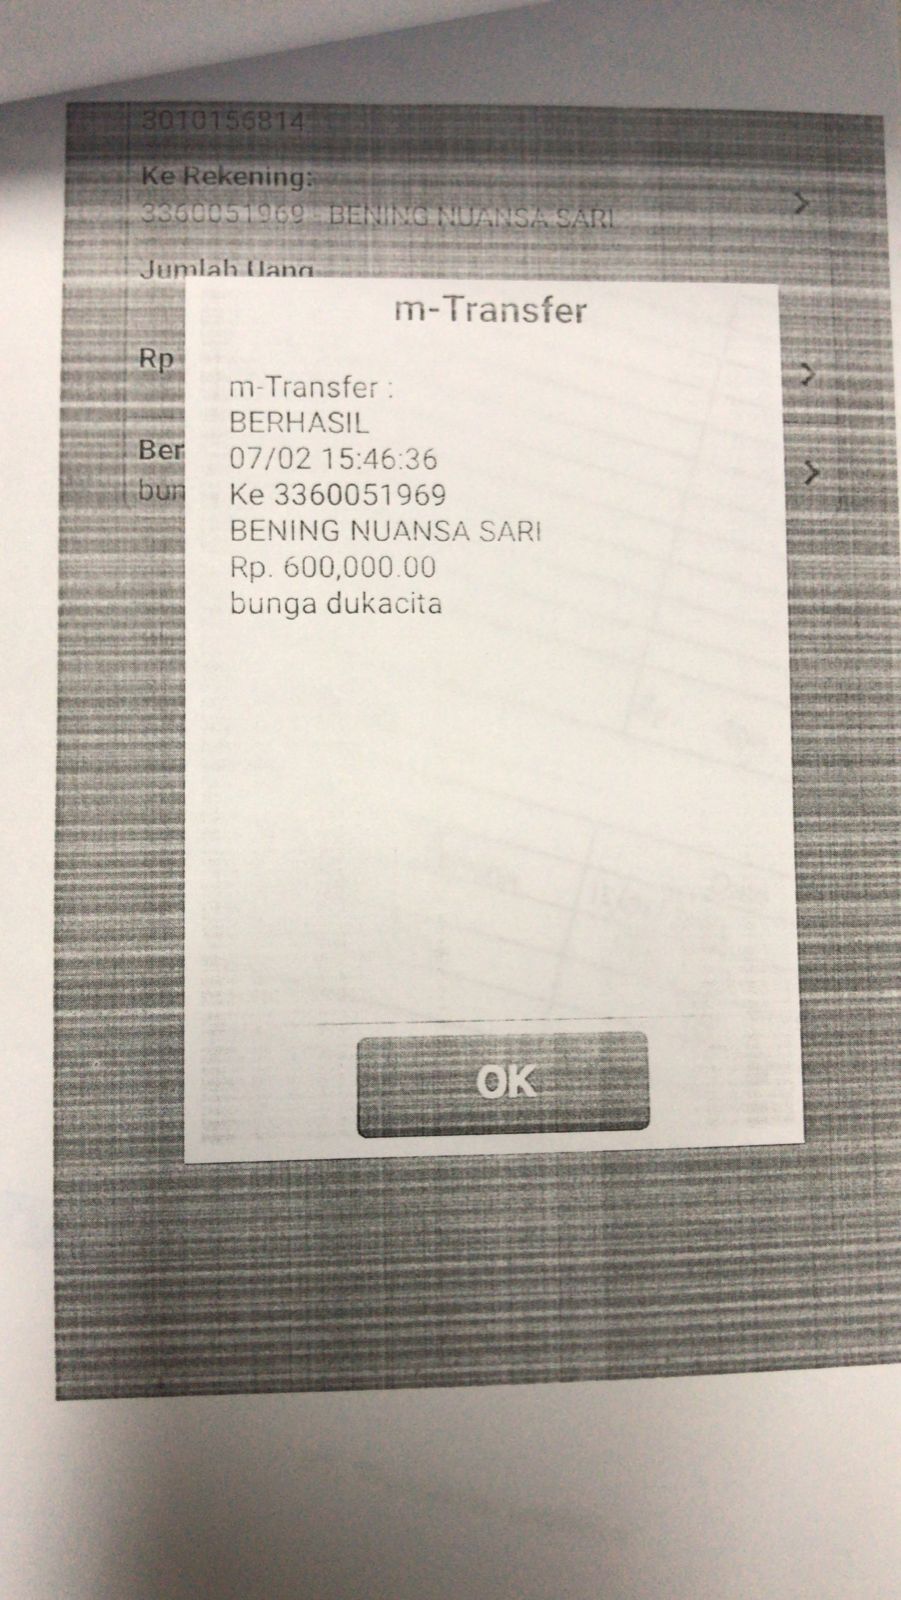 3010156814
Ke Rekening:
3360051969 - BENING NUANSA SARI
Jumlah Uang
Rp
Ber
bun
m-Transfer
m-Transfer :
BERHASIL
07/02 15:46:36
Ke 3360051969
BENING NUANSA SARI
Rp. 600,000.00
bunga dukacita
OK